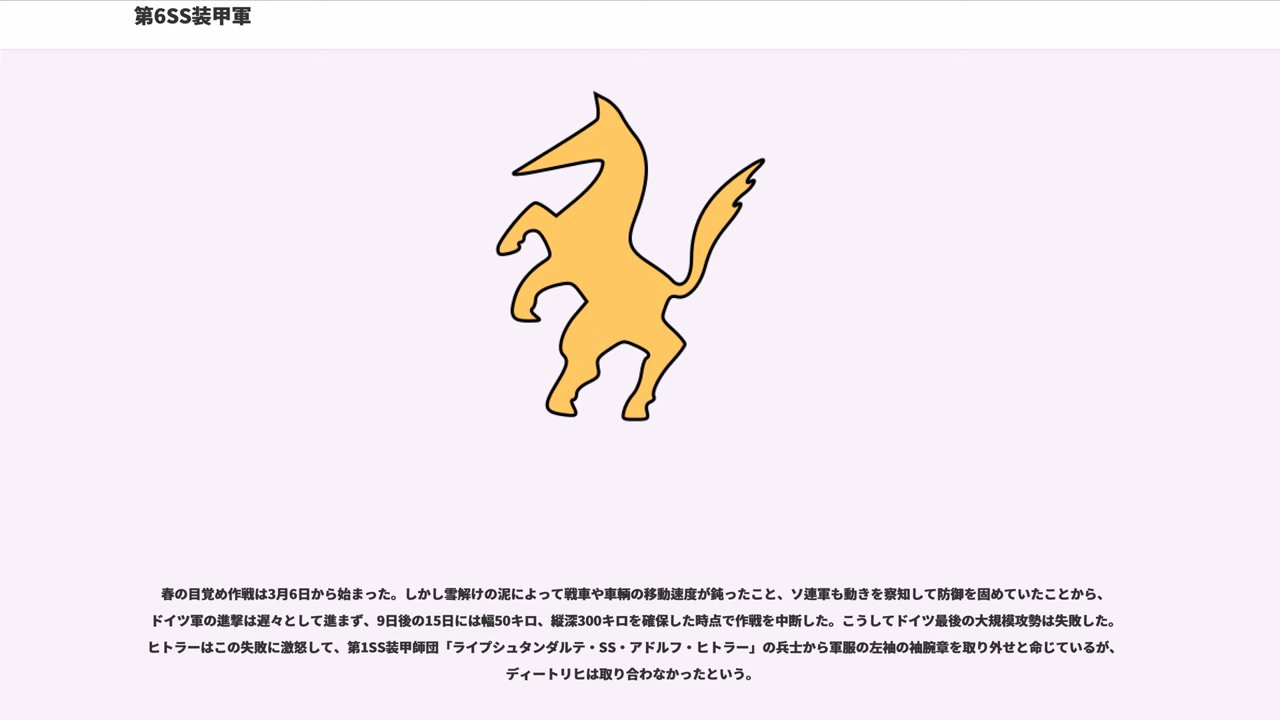 第6SS装甲軍
春の目覚め作戦は3月6日から始まった。しかし雪解けの泥によって戦車や車輌の移動速度が鈍ったこと、ソ連軍も動きを察知して防御を固めていたことから、
ドイツ軍の進撃は遅々として進まず、9日後の15日には幅50キロ、縦深300キロを確保した時点で作戦を中断した。こうしてドイツ最後の大規模攻勢は失敗した。
ヒトラーはこの失敗に激怒して、第1SS装甲師団「ライプシュタンダルテ・SS・アドルフ・ヒトラー」の兵士から軍服の左袖の袖腕章を取り外せと命じているが、
ディートリヒは取り合わなかったという。